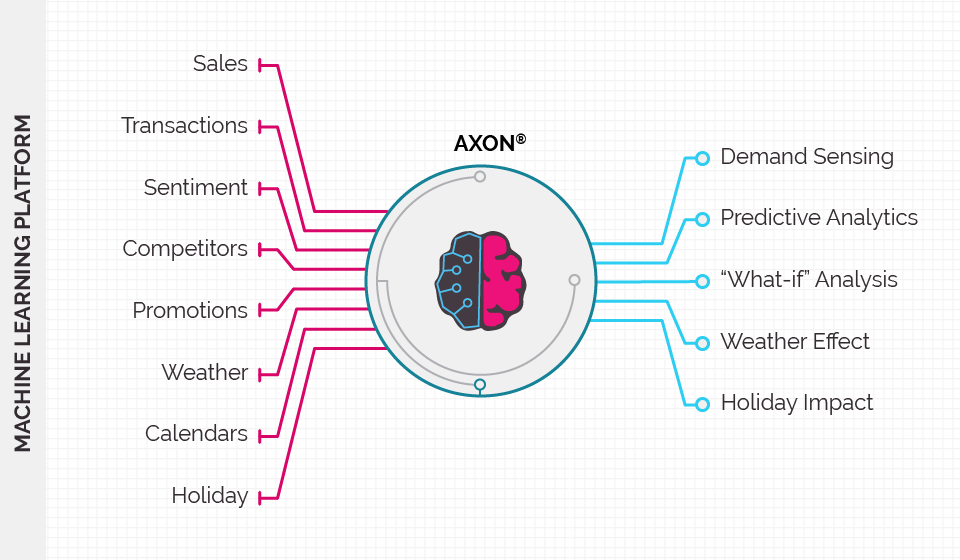 MACHINE LEARNING PLATFORM
Sales
Transactions
Sentiment
Competitors
Promotions
Weather
Calendars
Holiday
AXON®
Demand Sensing
Predictive Analytics
“What-if” Analysis
Weather Effect
Holiday Impact